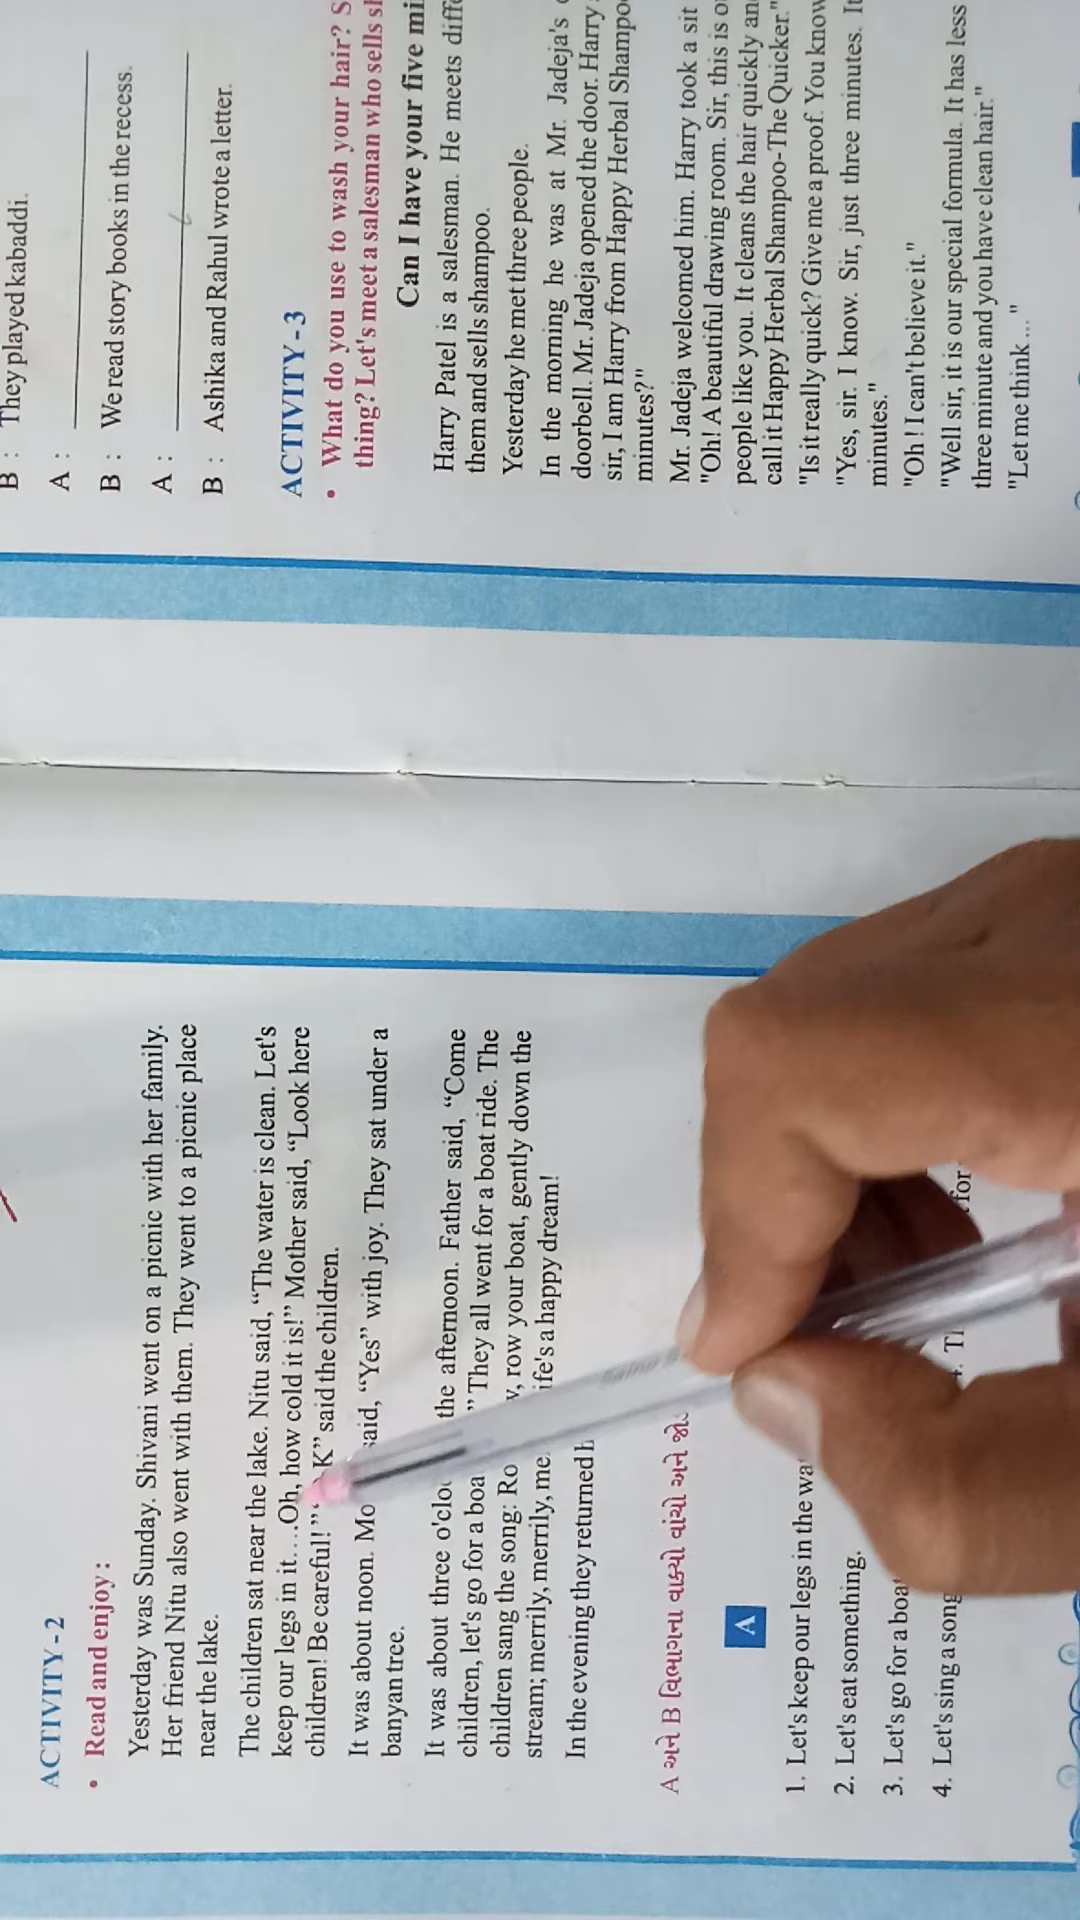 ACTIVITY - 2
• Read and enjoy :
Yesterday was Sunday. Shivani went on a picnic with her family.
Her friend Nitu also went with them. They went to a picnic place
near the lake.
The children sat near the lake. Nitu said, “The water is clean. Let's
keep our legs in it....Oh, how cold it is!” Mother said, “Look here
children! Be careful!” K” said the children.
It was about noon. Mo said, “Yes” with joy. They sat under a
banyan tree.
It was about three o'clo the afternoon. Father said, “Come
children, let's go for a boa ” They all went for a boat ride. The
children sang the song: Ro , row your boat, gently down the
stream; merrily, merrily, me ife's a happy dream!
In the evening they returned
A અને B વિભાગના વાક્યો વાંચો અને
A
1. Let's keep our legs in the
2. Let's eat something.
3. Let's go for a
4. Let's sing a song
for
B : They played kabaddi.
A :
B : We read story books in the recess.
A :
B : Ashika and Rahul wrote a letter.
ACTIVITY - 3
• What do you use to wash your hair? S
thing? Let's meet a salesman who sells
Can I have your five mi
Harry Patel is a salesman. He meets diff
them and sells shampoo.
Yesterday he met three people.
In the morning he was at Mr. Jadeja's
doorbell. Mr. Jadeja opened the door. Harry
sir, I am Harry from Happy Herbal Shampo
minutes?"
Mr. Jadeja welcomed him. Harry took a sit
"Oh! A beautiful drawing room. Sir, this is
people like you. It cleans the hair quickly an
call it Happy Herbal Shampoo-The Quicker."
"Is it really quick? Give me a proof. You know
"Yes, sir. I know. Sir, just three minutes. It
minutes."
"Oh! I can't believe it."
"Well sir, it is our special formula. It has less
three minute and you have clean hair."
"Let me think ... "